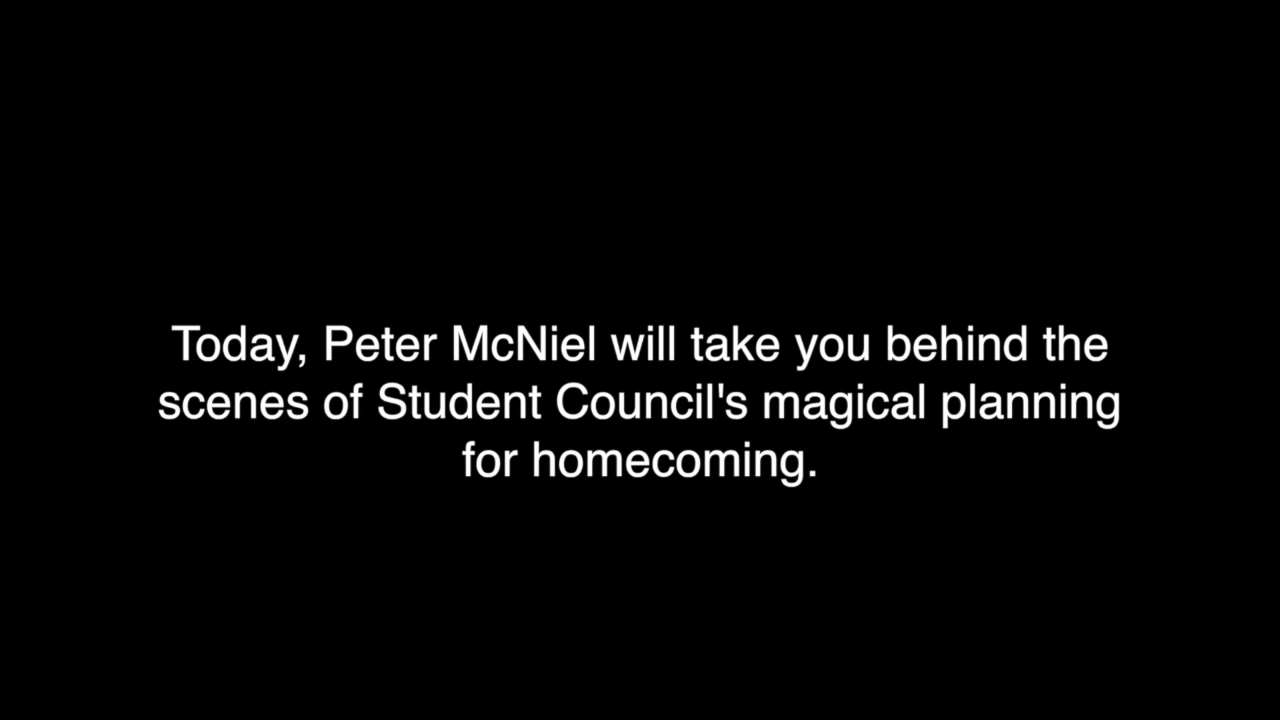 Today, Peter McNiel will take you behind the
scenes of Student Council's magical planning
for homecoming.